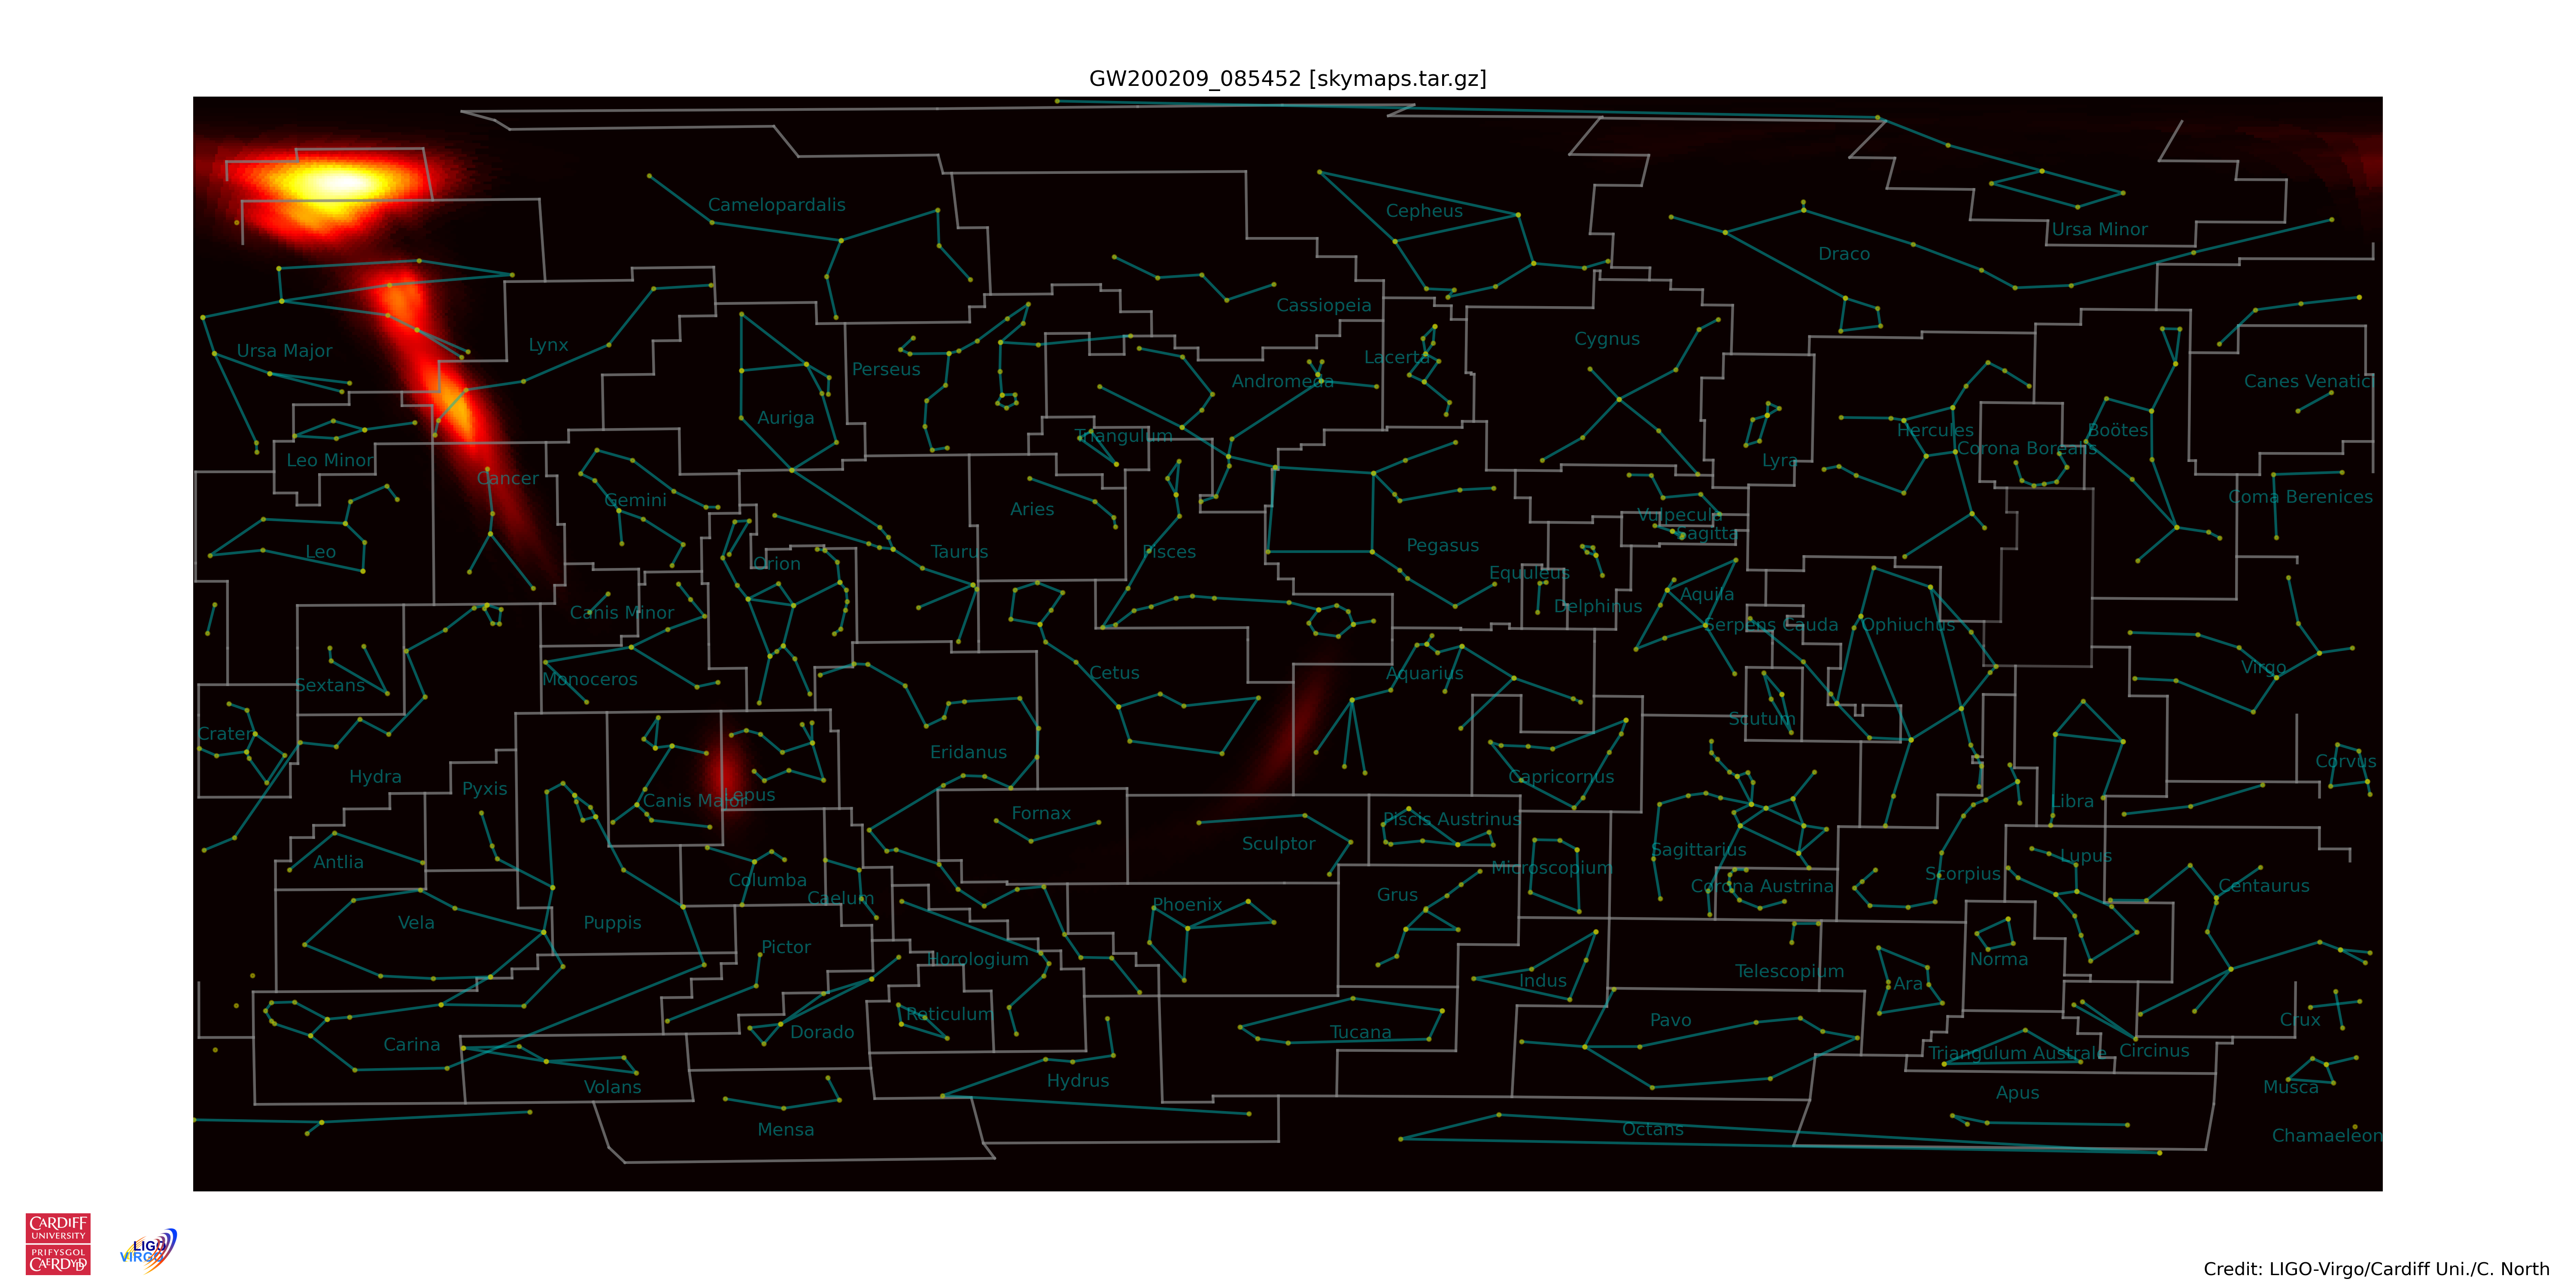 GW200209_085452 [skymaps.tar.gz]
Camelopardalis
Cepheus
Ursa Minor
Draco
Cassiopeia
Cygnus
Ursa Major
Lynx
Lacerta
Perseus
Andromeda
Canes Venatici
Auriga
Triangulum
Hercules
Boötes
Corona Borealis
Leo Minor
Lyra
Cancer
Gemini
Coma Berenices
Aries
Vulpecula
Sagitta
Leo
Taurus
Pisces
Pegasus
Orion
Equuleus
Aquila
Delphinus
Canis Minor
Serpens Cauda
Ophiuchus
Virgo
Cetus
Aquarius
Monoceros
Sextans
Scutum
Crater
Eridanus
Corvus
Hydra
Capricornus
Pyxis
Lepus
Canis Major
Libra
Fornax
Piscis Austrinus
Sculptor
Sagittarius
Lupus
Antlia
Microscopium
Scorpius
Columba
Corona Austrina
Centaurus
Grus
Caelum
Phoenix
Vela
Puppis
Pictor
Horologium
Norma
Telescopium
Indus
Ara
Reticulum
Pavo
Crux
Dorado
Tucana
Carina
Circinus
Triangulum Australe
Hydrus
Volans
Musca
Apus
Mensa
Octans
Chamaeleon
CARDIFF
UNIVERSITY
PRIFYSGOL
CAERDYDD
LIGO
VIRGO
Credit: LIGO-Virgo/Cardiff Uni./C. North